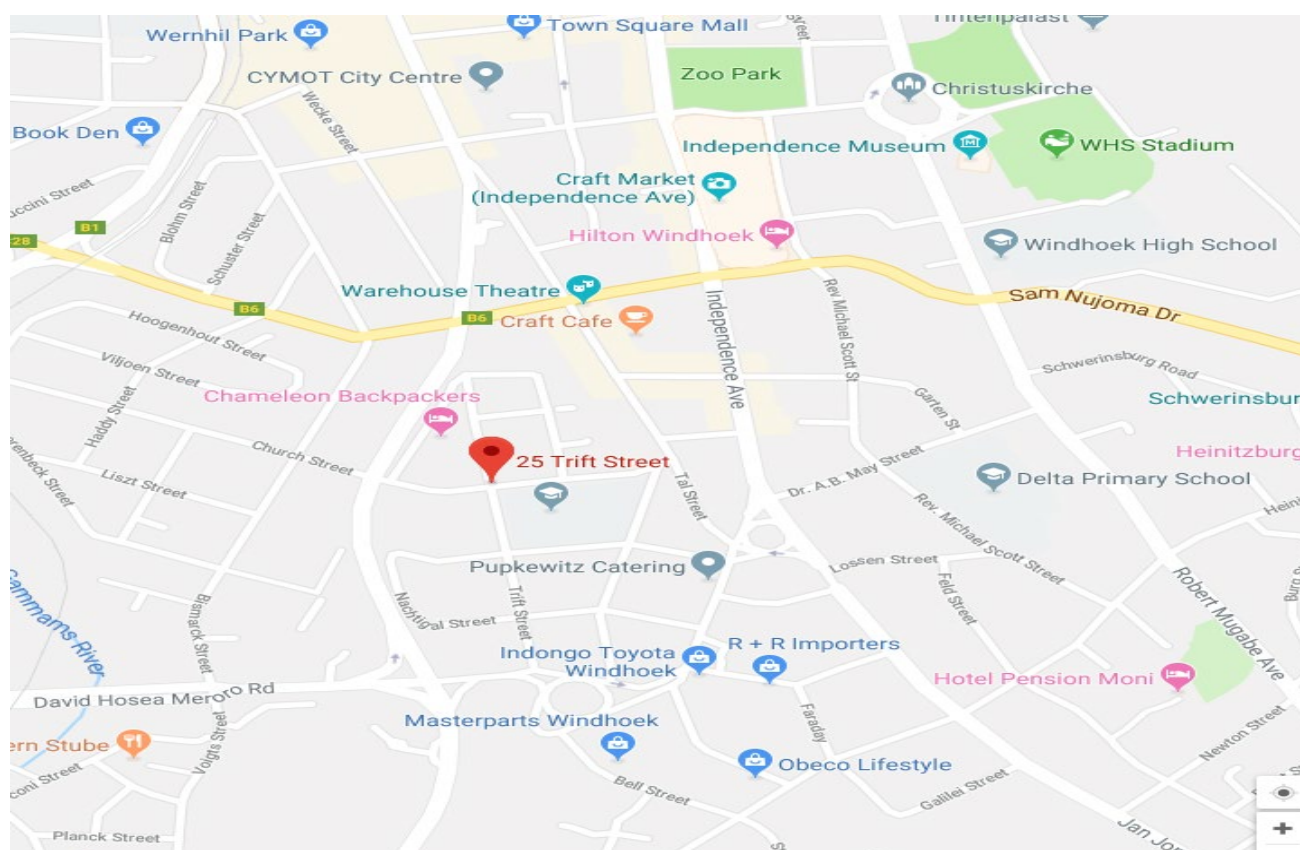 Wernhil Park
Town Square Mall
Zoo Park
CYMOT City Centre
Christuskirche
Wecke Street
Book Den
Independence Museum
WHS Stadium
Craft Market
(Independence Ave)
Blohm Street
Schuster Street
B1
28
Hilton Windhoek
Windhoek High School
Warehouse Theatre
B6
B6
Craft Cafe
Independence Ave
Rev Michael Scott St
Sam Nujoma Dr
Hoogenhout Street
Viljoen Street
Haddy Street
Chameleon Backpackers
Schwerinsburg Road
Schwerinsbur
Garten St
Heinitzburg
Church Street
Liszt Street
25 Trift Street
Tal Street
Dr. A.B. May Street
Delta Primary School
Rev. Michael Scott Street
Pupkewitz Catering
Lossen Street
Feld Street
Trift Street
Nachtigal Street
Bismarck Street
Gammams River
Robert Mugabe Ave
Indongo Toyota
Windhoek
R + R Importers
Hotel Pension Moni
David Hosea Meroro Rd
Masterparts Windhoek
Faraday
Newton Street
ern Stube
Voigts Street
Obeco Lifestyle
Bell Street
Galilei Street
Planck Street
Jan Jon